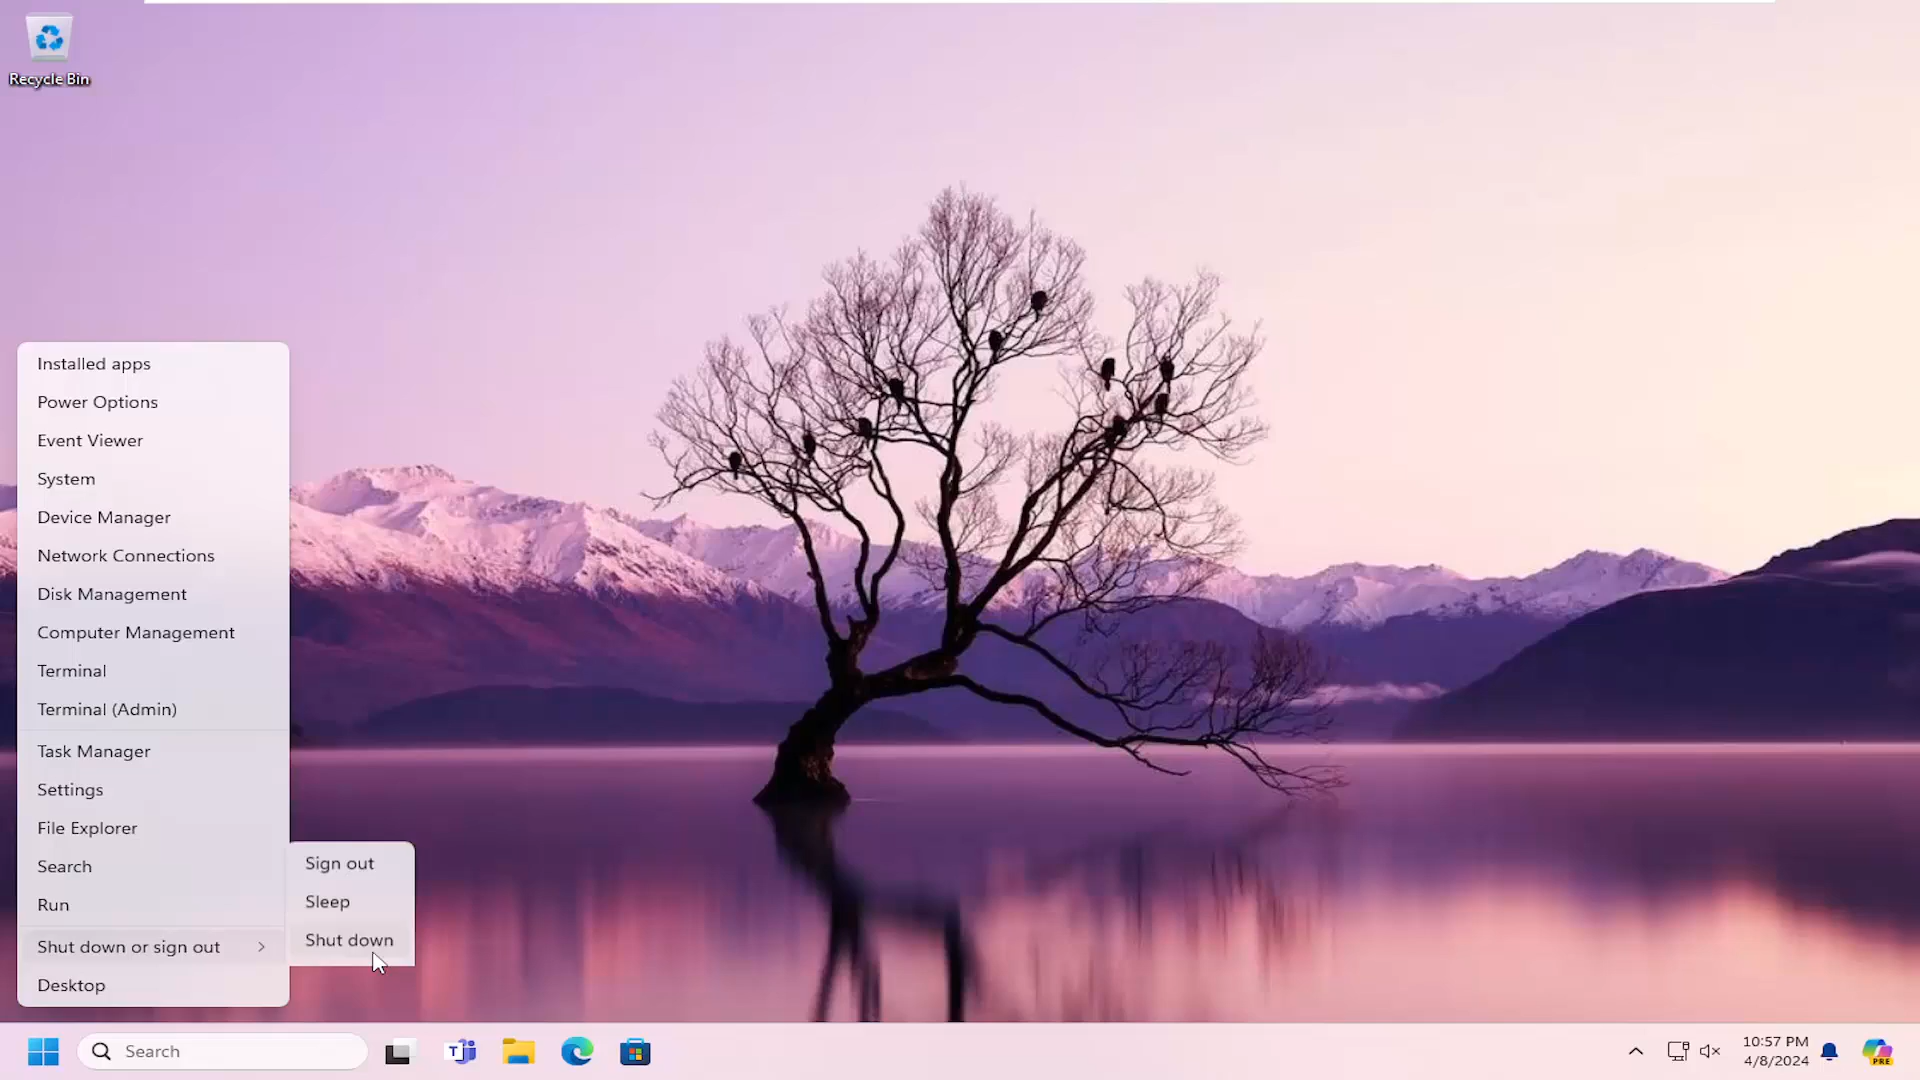 Recycle Bin
Installed apps
Power Options
Event Viewer
System
Device Manager
Network Connections
Disk Management
Computer Management
Terminal
Terminal (Admin)
Task Manager
Settings
File Explorer
Search
Run
Shut down or sign out
Desktop
Sign out
Sleep
Shut down
Search
10:57 PM
4/8/2024
PRE